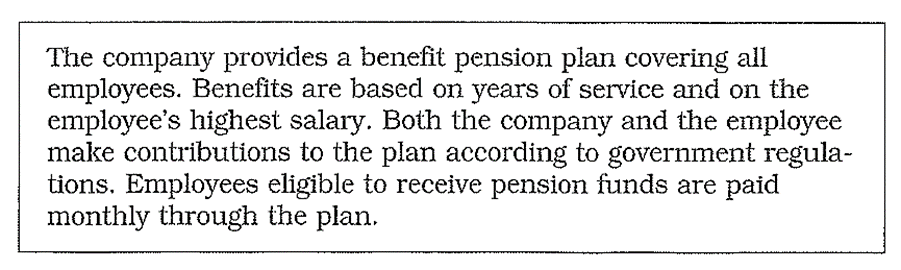 The company provides a benefit pension plan covering all
employees. Benefits are based on years of service and on the
employee's highest salary. Both the company and the employee
make contributions to the plan according to government regula-
tions. Employees eligible to receive pension funds are paid
monthly through the plan.